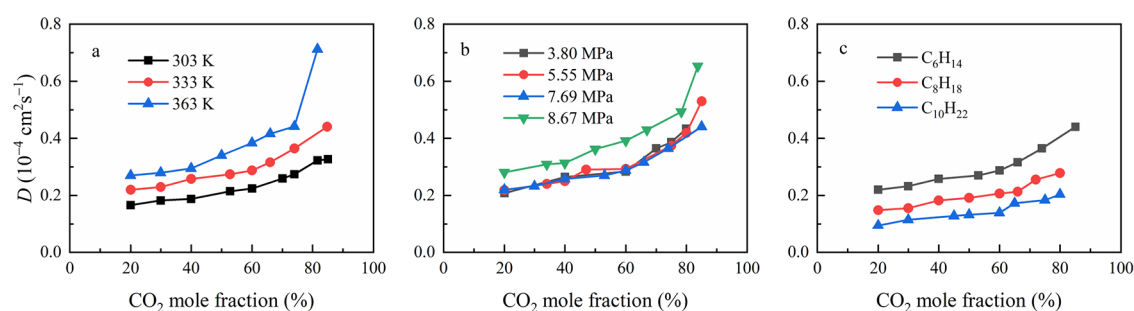 a
303 K
333 K
363 K
D (10⁻⁴ cm²s⁻¹)
0.8
0.6
0.4
0.2
0.0
0 20 40 60 80 100
CO₂ mole fraction (%)
b
3.80 MPa
5.55 MPa
7.69 MPa
8.67 MPa
0.8
0.6
0.4
0.2
0.0
0 20 40 60 80 100
CO₂ mole fraction (%)
c
C₆H₁₄
C₈H₁₈
C₁₀H₂₂
0.8
0.6
0.4
0.2
0.0
0 20 40 60 80 100
CO₂ mole fraction (%)